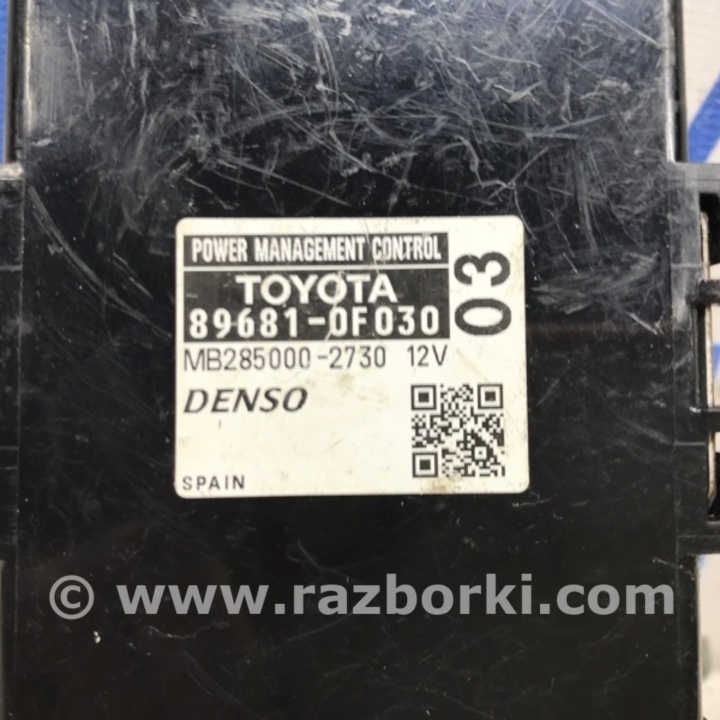 POWER MANAGEMENT CONTROL
TOYOTA
89681-0F030
03
MB285000-2730 12V
DENSO
SPAIN
© www.razborki.com